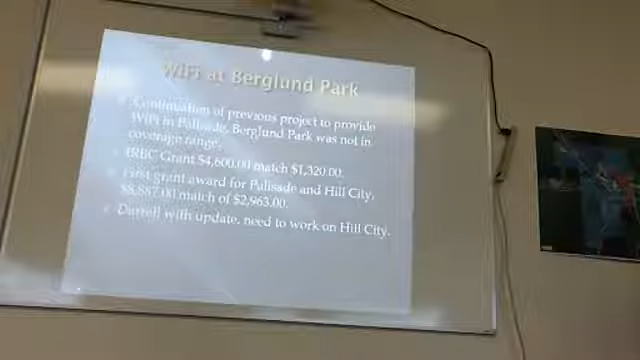 WiFi at Berglund Park
Continuation of previous project to provide
WiFi in Palisade, Berglund Park was not in
coverage range.
IRBC Grant $4,600.00 match $1,320.00.
First grant award for Palisade and Hill City,
$8,887.00 match of $2,963.00.
Darrell with update, need to work on Hill City.